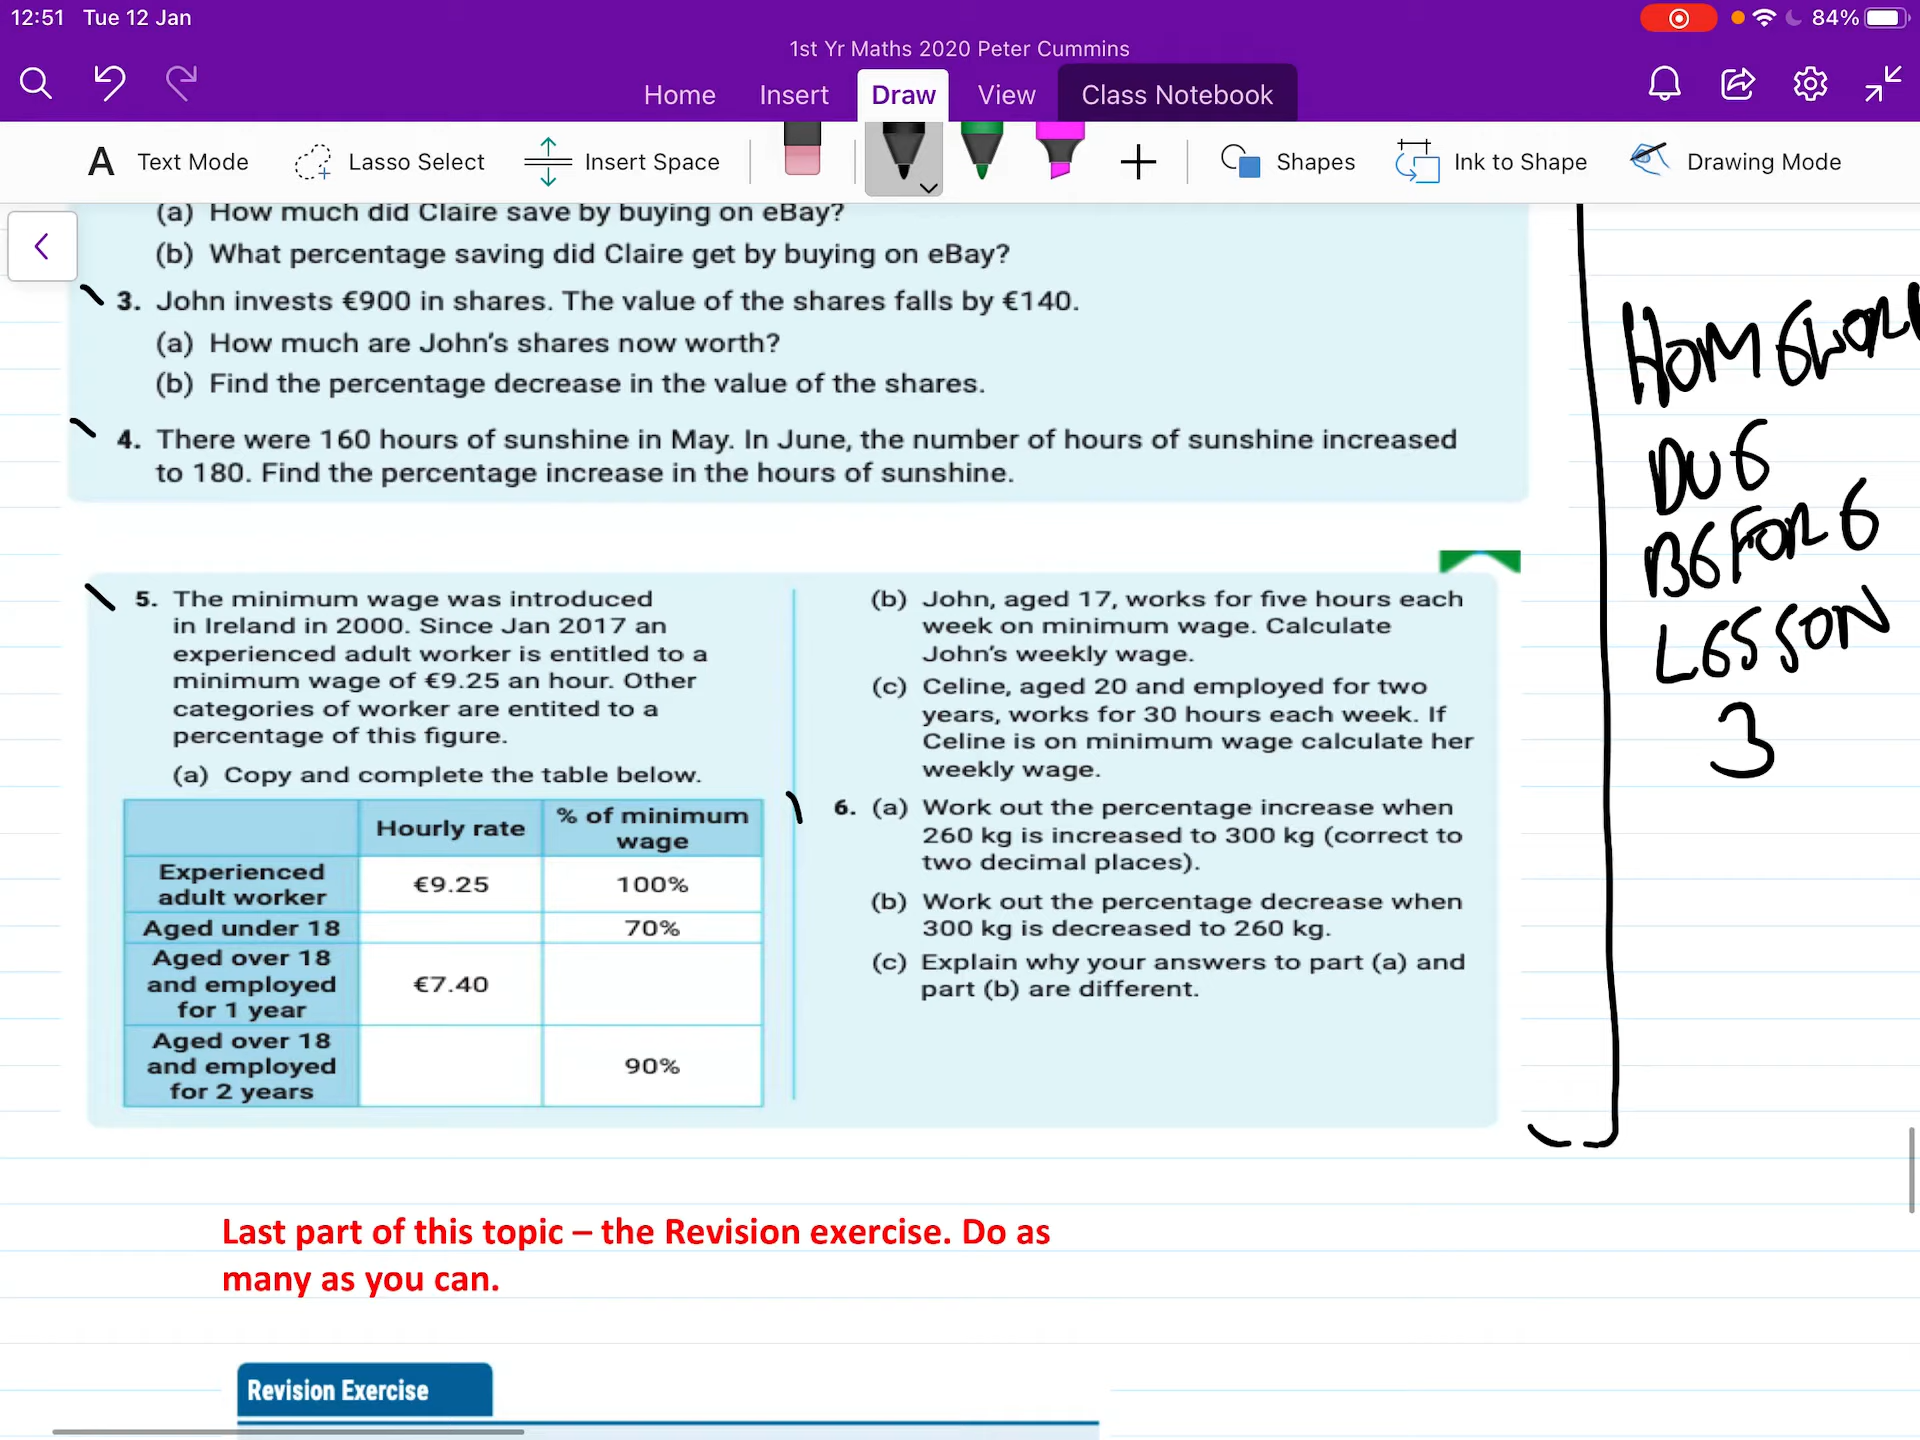 12:51 Tue 12 Jan
84%
1st Yr Maths 2020 Peter Cummins
Home Insert Draw View Class Notebook
A Text Mode Lasso Select Insert Space Shapes Ink to Shape Drawing Mode
(a) How much did Claire save by buying on eBay?
(b) What percentage saving did Claire get by buying on eBay?
3. John invests €900 in shares. The value of the shares falls by €140.
(a) How much are John's shares now worth?
(b) Find the percentage decrease in the value of the shares.
4. There were 160 hours of sunshine in May. In June, the number of hours of sunshine increased
to 180. Find the percentage increase in the hours of sunshine.
HOMEWORK
DUE
BEFORE
LESSON
3
5. The minimum wage was introduced
in Ireland in 2000. Since Jan 2017 an
experienced adult worker is entitled to a
minimum wage of €9.25 an hour. Other
categories of worker are entited to a
percentage of this figure.
(a) Copy and complete the table below.
Hourly rate % of minimum
wage
Experienced
adult worker €9.25 100%
Aged under 18 70%
Aged over 18
and employed €7.40
for 1 year
Aged over 18
and employed 90%
for 2 years
(b) John, aged 17, works for five hours each
week on minimum wage. Calculate
John's weekly wage.
(c) Celine, aged 20 and employed for two
years, works for 30 hours each week. If
Celine is on minimum wage calculate her
weekly wage.
6. (a) Work out the percentage increase when
260 kg is increased to 300 kg (correct to
two decimal places).
(b) Work out the percentage decrease when
300 kg is decreased to 260 kg.
(c) Explain why your answers to part (a) and
part (b) are different.
Last part of this topic – the Revision exercise. Do as
many as you can.
Revision Exercise